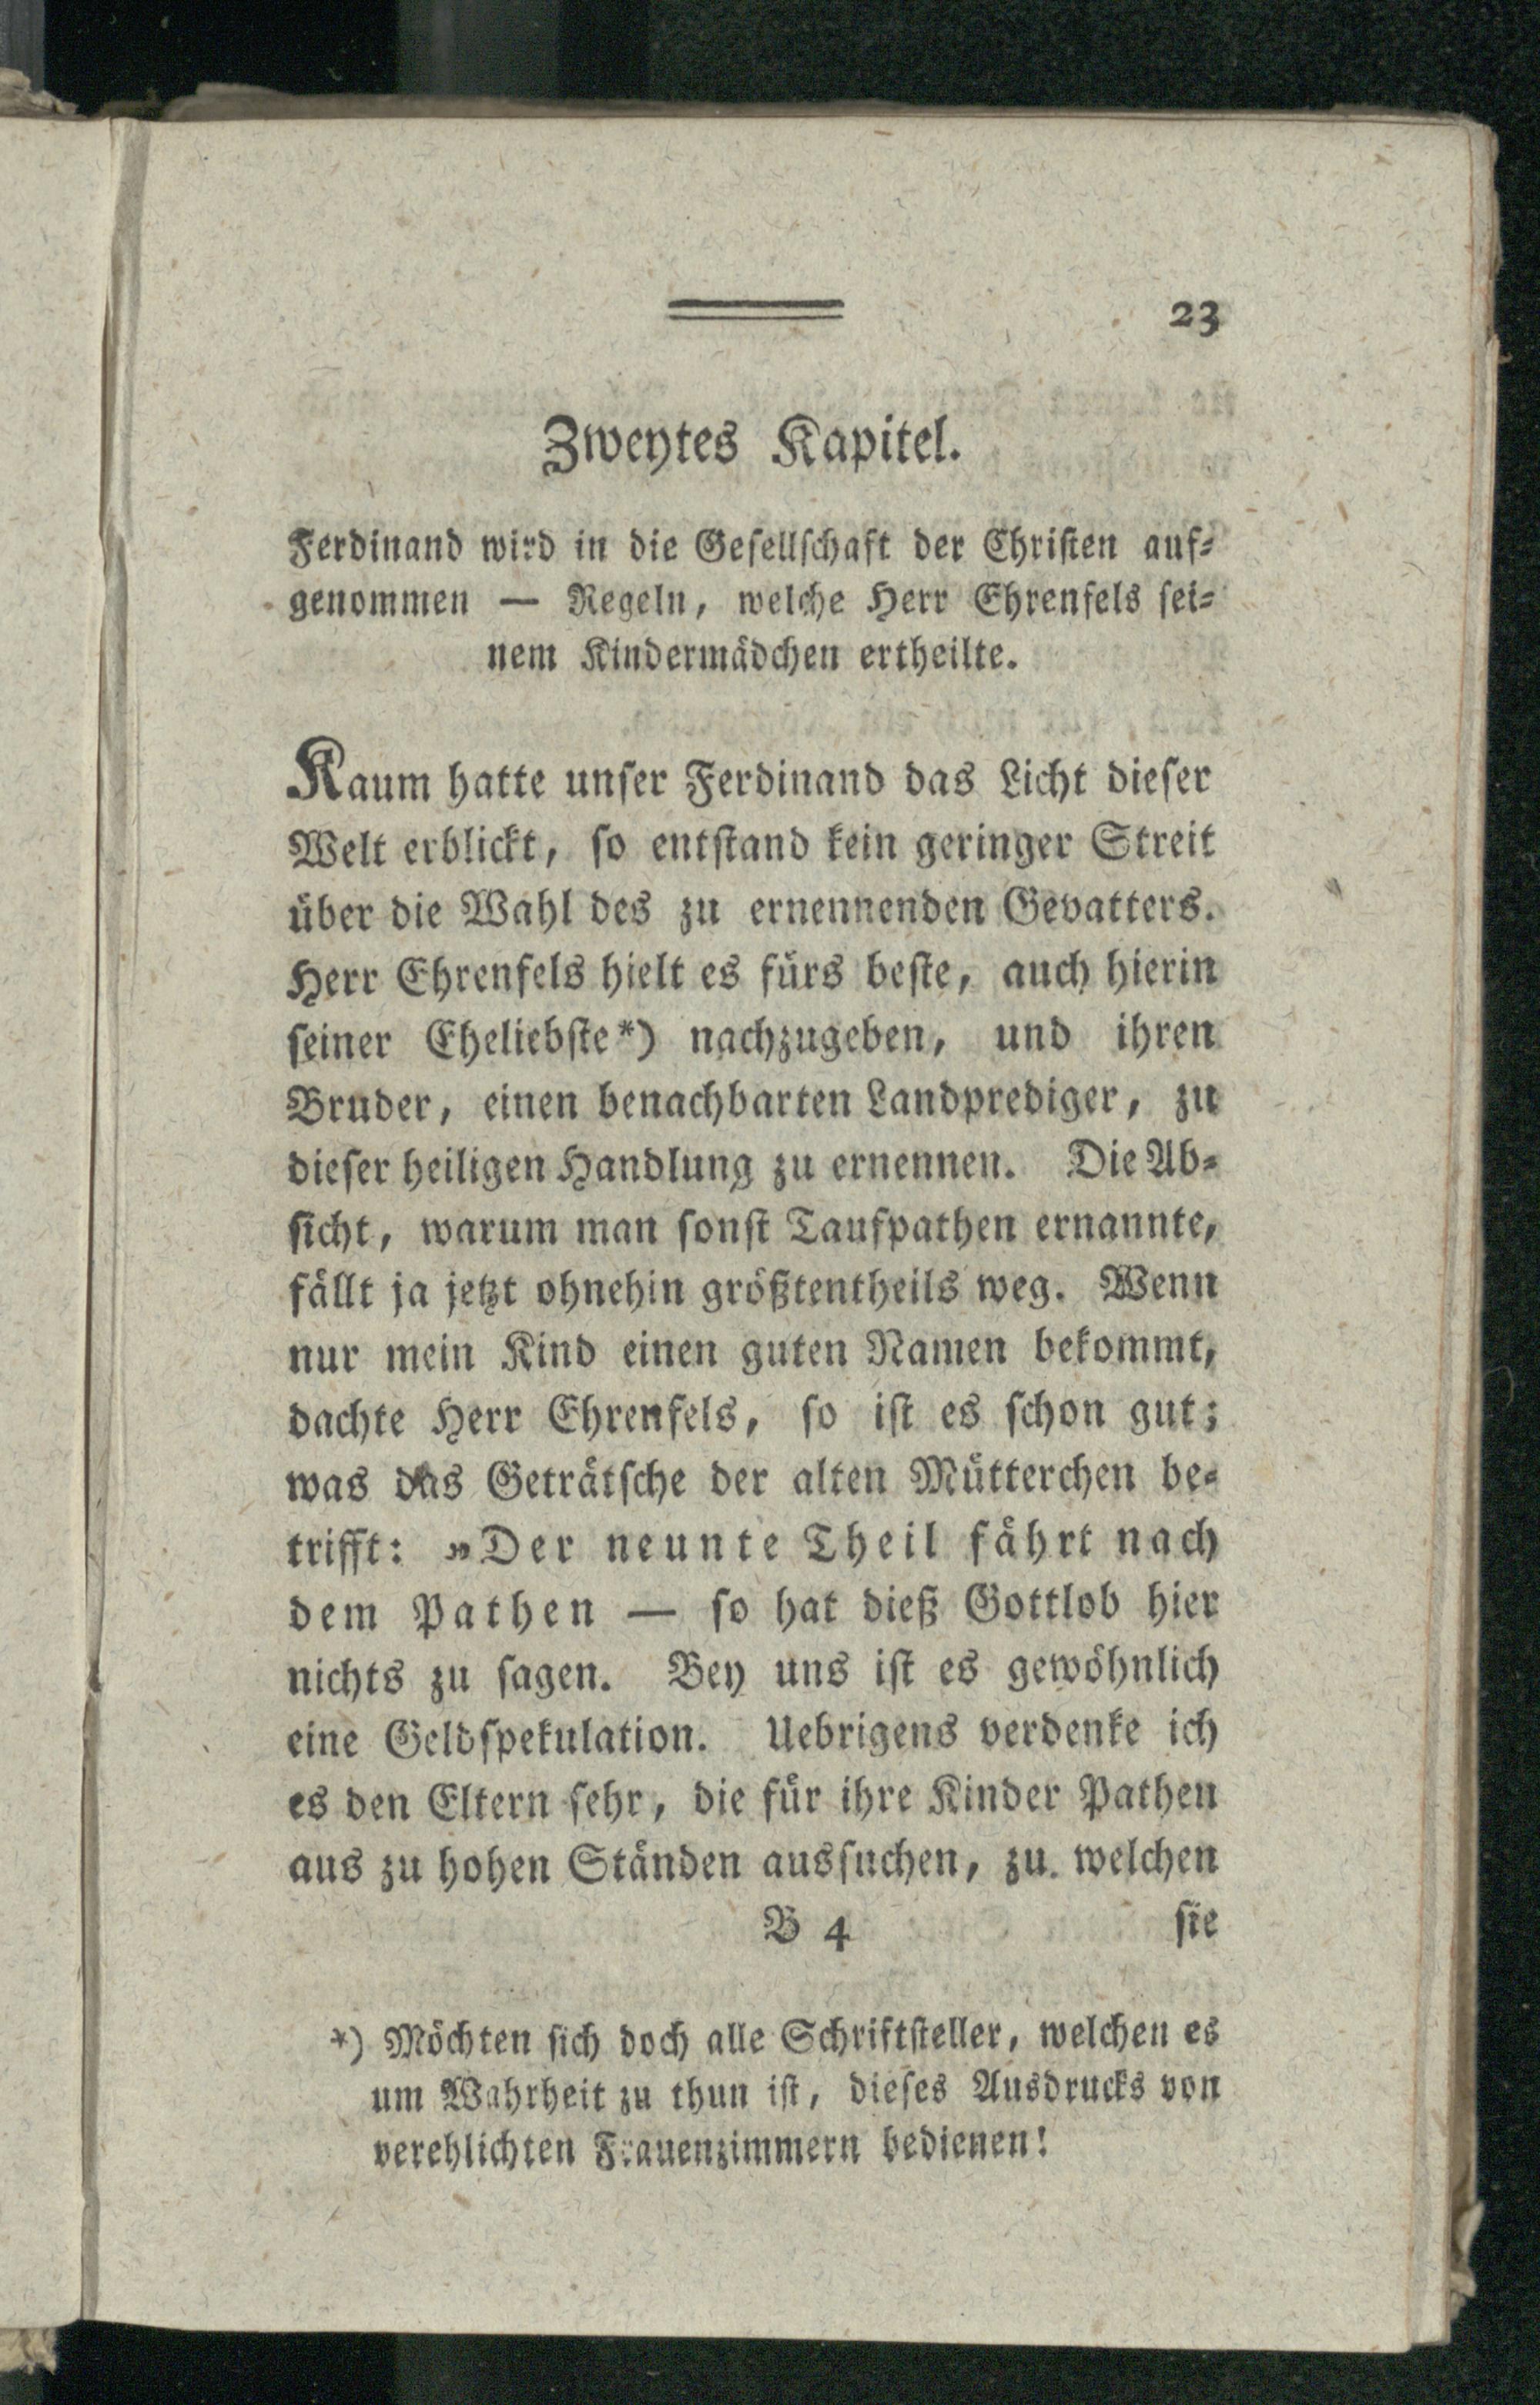 23
Zweytes Kapitel.
Ferdinand wird in die Geſellſchaft der Chriſten auf-
genommen — Regeln, welche Herr Ehrenfels ſei-
nem Kindermädchen ertheilte.
Kaum hatte unſer Ferdinand das Licht dieſer
Welt erblickt, ſo entſtand kein geringer Streit
über die Wahl des zu ernennenden Gevatters.
Herr Ehrenfels hielt es fürs beſte, auch hierin
ſeiner Eheliebſte*) nachzugeben, und ihren
Bruder, einen benachbarten Landprediger, zu
dieſer heiligen Handlung zu ernennen. Die Ab-
ſicht, warum man ſonſt Taufpathen ernannte,
fällt ja jetzt ohnehin größtentheils weg. Wenn
nur mein Kind einen guten Namen bekommt,
dachte Herr Ehrenfels, ſo iſt es ſchon gut;
was das Geträtſche der alten Mütterchen be-
trifft: »Der neunte Theil fährt nach
dem Pathen — ſo hat dieß Gottlob hier
nichts zu ſagen. Bey uns iſt es gewöhnlich
eine Geldſpekulation. Uebrigens verdenke ich
es den Eltern ſehr, die für ihre Kinder Pathen
aus zu hohen Ständen ausſuchen, zu welchen
B 4 ſie
*) Möchten ſich doch alle Schriftſteller, welchen es
um Wahrheit zu thun iſt, dieſes Ausdrucks von
verehlichten Frauenzimmern bedienen!